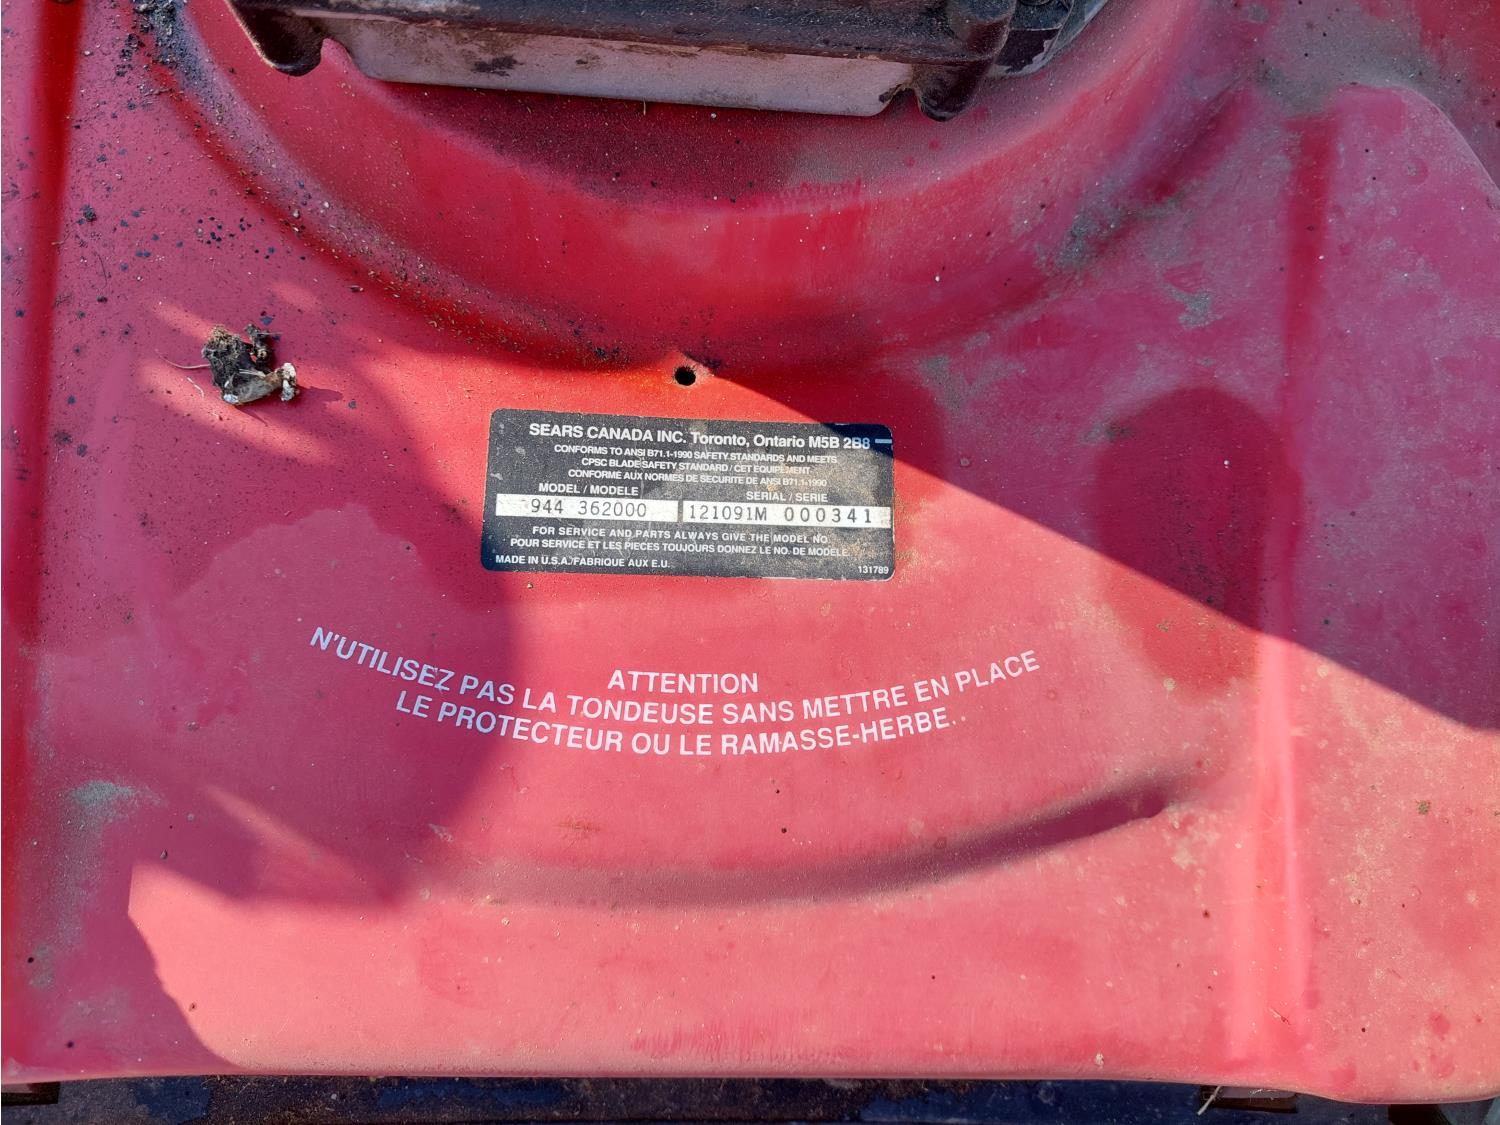 SEARS CANADA INC. Toronto, Ontario M5B 2B8
CONFORMS TO ANSI B71.1-1990 SAFETY STANDARDS AND MEETS
CPSC BLADE SAFETY STANDARD / CET EQUIPEMENT
CONFORME AUX NORMES DE SECURITE DE ANSI B71.1-1990
MODEL / MODELE SERIAL / SERIE
944 362000 121091M 000341
FOR SERVICE AND PARTS ALWAYS GIVE THE MODEL NO.
POUR SERVICE ET LES PIECES TOUJOURS DONNEZ LE NO. DE MODELE.
MADE IN U.S.A./FABRIQUE AUX E.U. 131789
ATTENTION
N'UTILISEZ PAS LA TONDEUSE SANS METTRE EN PLACE
LE PROTECTEUR OU LE RAMASSE-HERBE.